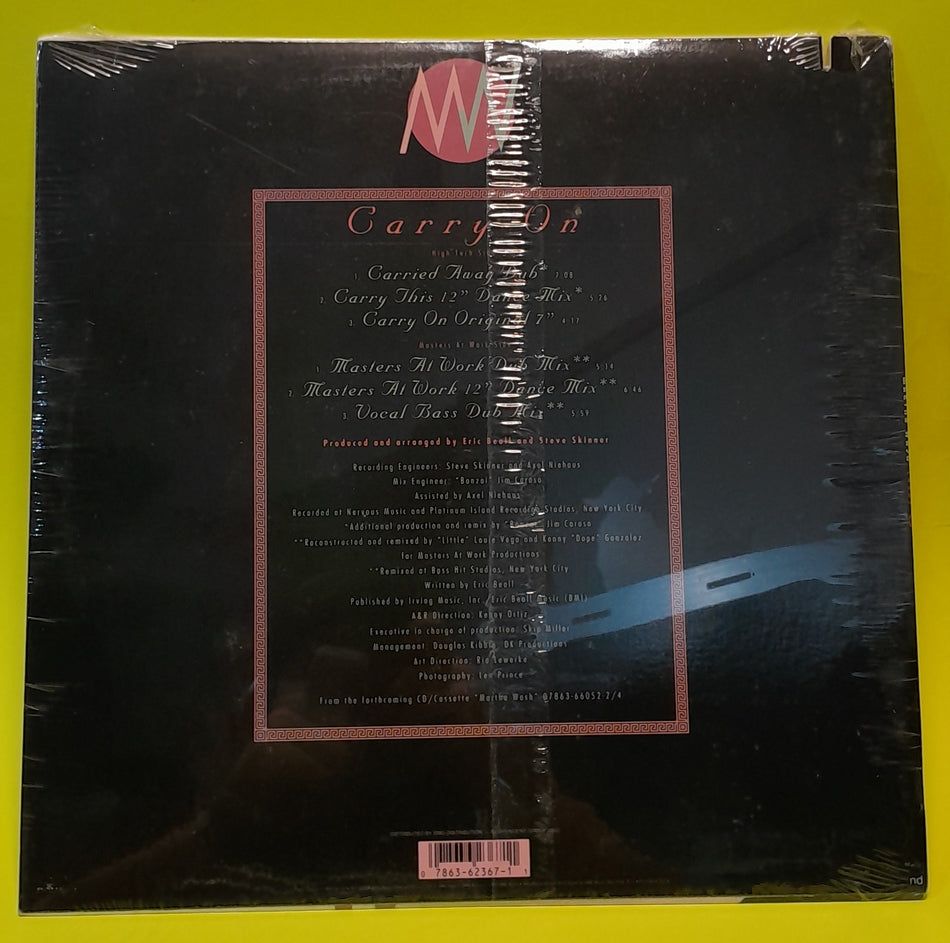 MW
Carry On
High Tech Side
1. Carried Away Dub* 7:08
2. Carry This 12" Dance Mix* 5:26
3. Carry On Original 7" 4:17
Masters At Work Side
1. Masters At Work Dub Mix** 5:14
2. Masters At Work 12" Dance Mix** 6:46
3. Vocal Bass Dub Mix** 5:59
Produced and arranged by Eric Beall and Steve Skinner
Recording Engineers: Steve Skinner and Axel Niehaus
Mix Engineer: "Bonzai" Jim Caruso
Assisted by Axel Niehaus
Recorded at Nervous Music and Platinum Island Recording Studios, New York City
*Additional production and remix by "Bonzai" Jim Caruso
**Reconstructed and remixed by "Little" Louie Vega and Kenny "Dope" Gonzalez
for Masters At Work Productions
**Remixed at Bass Hit Studios, New York City
Written by Eric Beall
Published by Irving Music, Inc./Eric Beall Music (BMI)
A&R Direction: Kenny Ortiz
Executive in charge of production: Skip Miller
Management: Douglas Kibble, DK Productions
Art Direction: Ria Lewerke
Photography: Len Prince
From the forthcoming CD/Cassette "Martha Wash" 07863-66052-2/4
0 7863-62367-1 1
nd